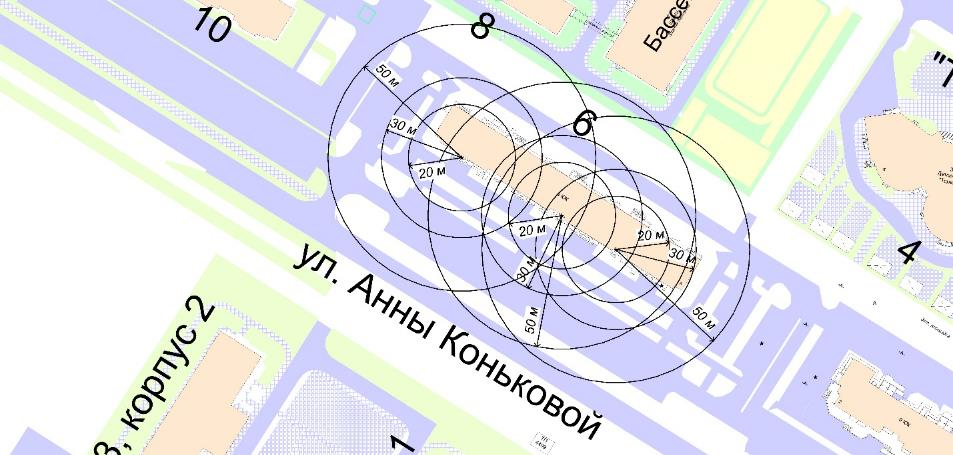 10
8
Бассе
"Т
50 м
6
30 м
20 м
20 м
20 м
30 м
4
30 м
50 м
50 м
ул. Анны Коньковой
3, корпус 2
1